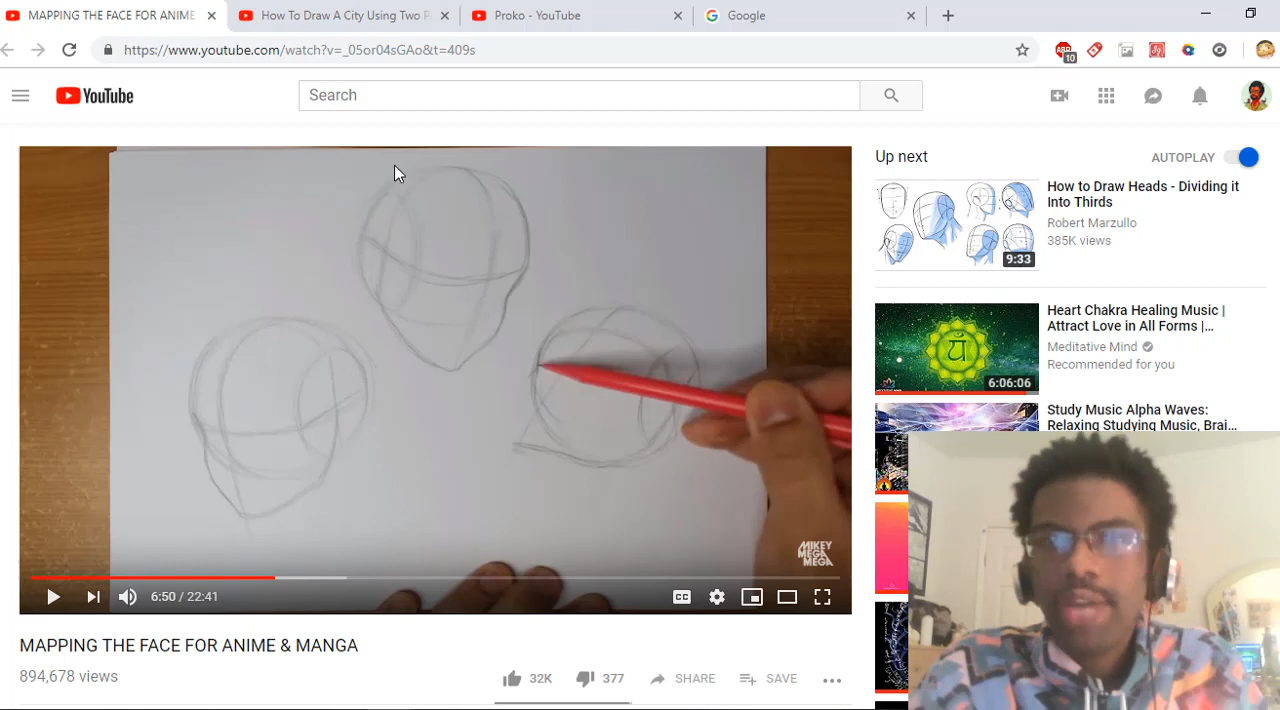 MAPPING THE FACE FOR ANIME
How To Draw A City Using Two P
Proko - YouTube
Google
https://www.youtube.com/watch?v=_05or04sGAo&t=409s
10
YouTube
Search
Up next
AUTOPLAY
How to Draw Heads - Dividing it
Into Thirds
Robert Marzullo
385K views
9:33
Heart Chakra Healing Music |
Attract Love in All Forms |...
Meditative Mind
Recommended for you
6:06:06
Study Music Alpha Waves:
Relaxing Studying Music, Brai...
MIKEY
MEGA
MEGA
6:50 / 22:41
CC
MAPPING THE FACE FOR ANIME & MANGA
894,678 views
32K
377
SHARE
SAVE